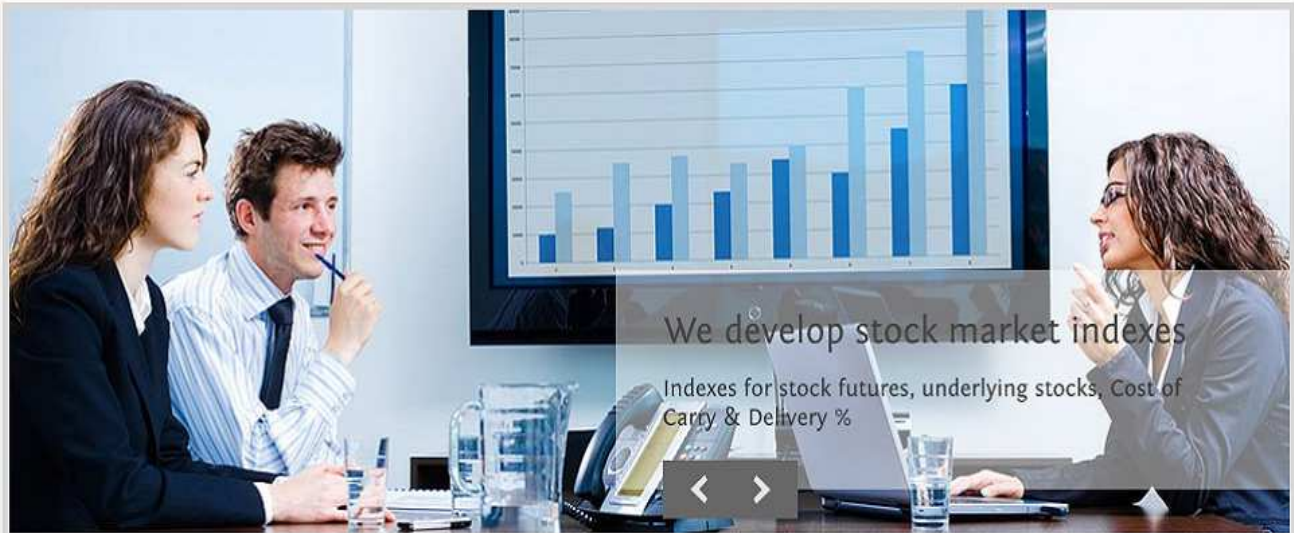 We develop stock market indexes
Indexes for stock futures, underlying stocks, Cost of
Carry & Delivery %